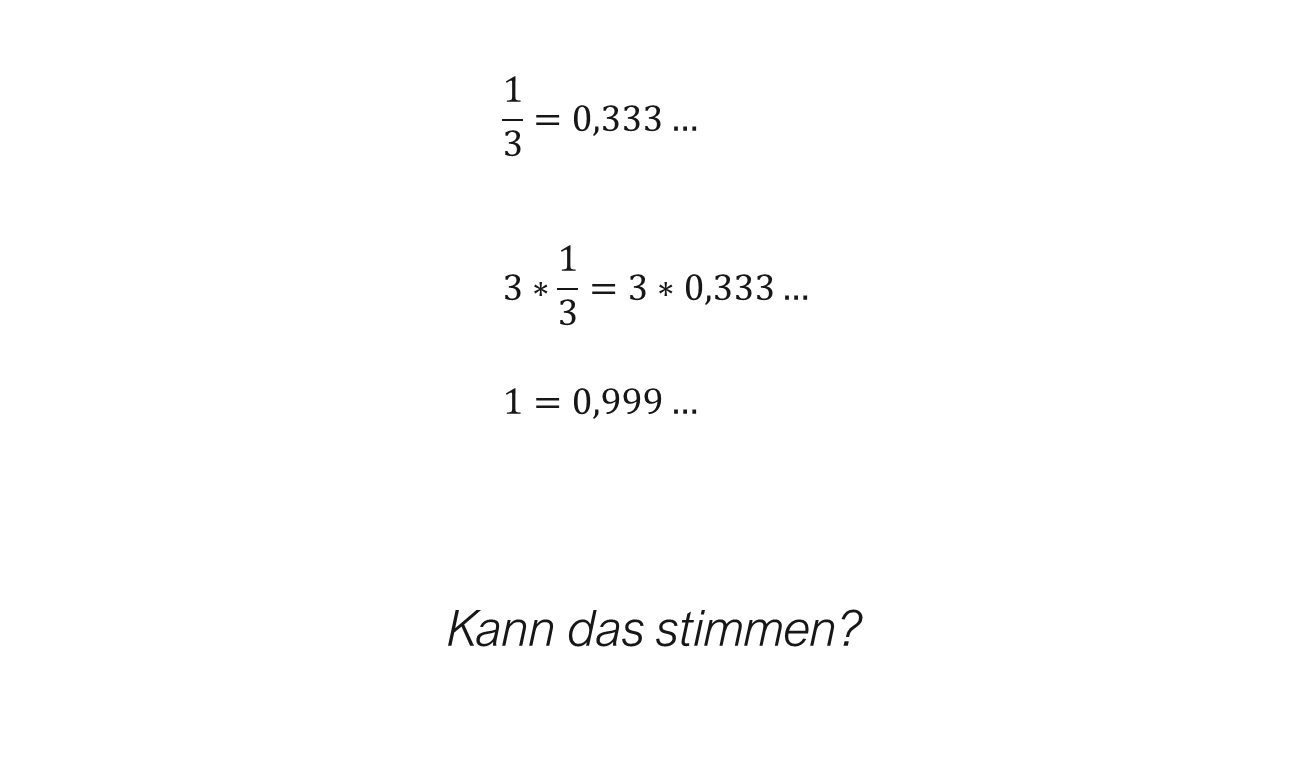 1/3 = 0,333 ...
3 * 1/3 = 3 * 0,333 ...
1 = 0,999 ...
Kann das stimmen?